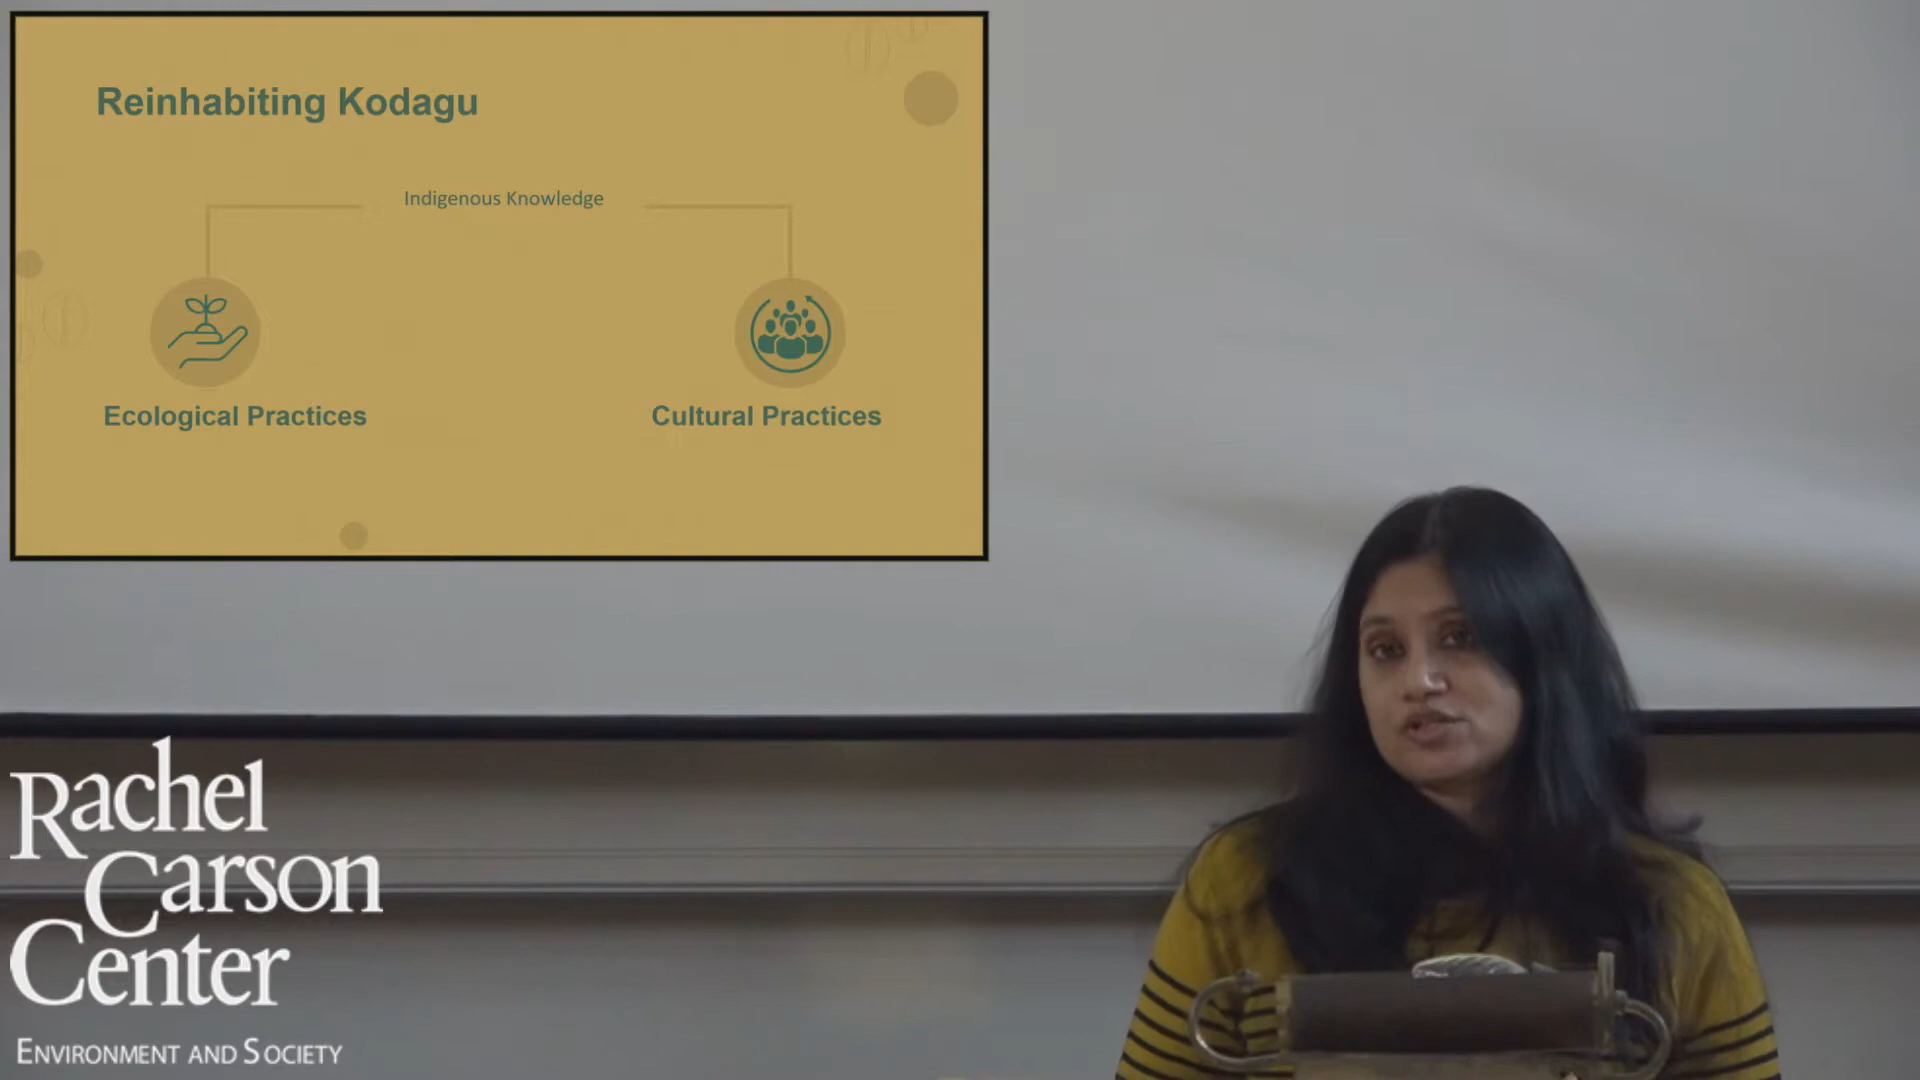 Reinhabiting Kodagu
Indigenous Knowledge
Ecological Practices
Cultural Practices
Rachel
Carson
Center
Environment and Society